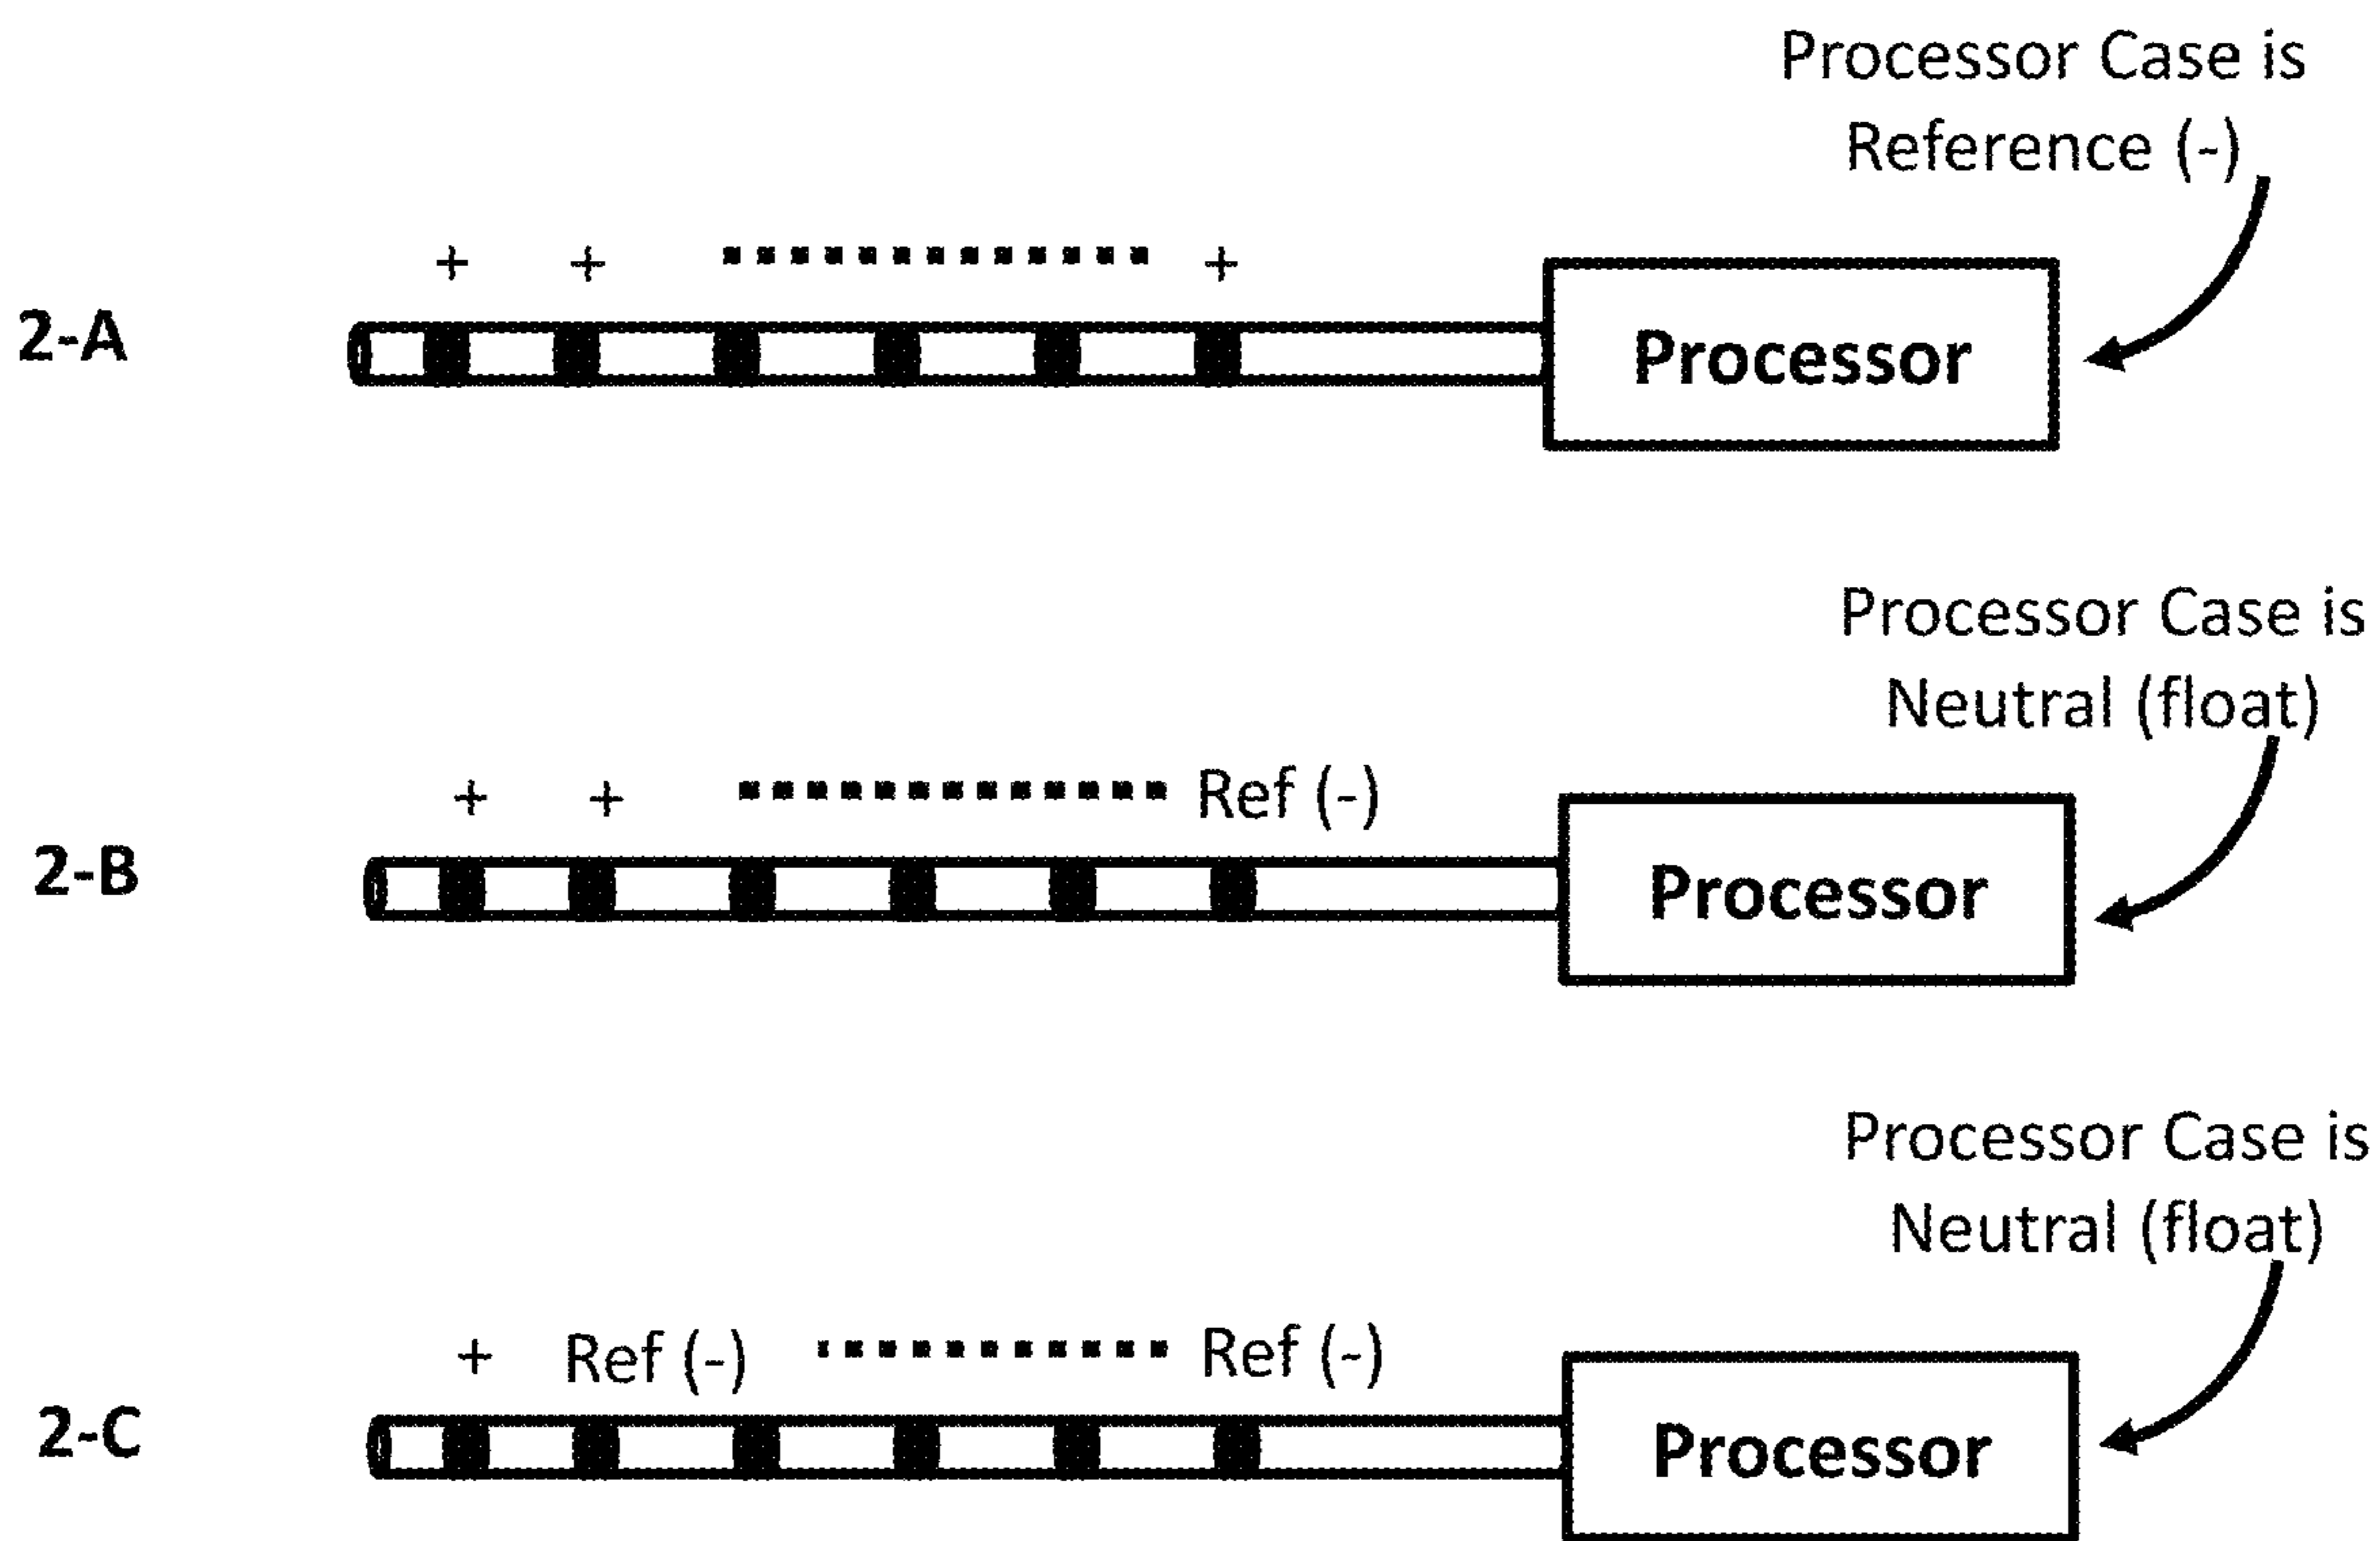 Processor Case is
Reference (-)
+ + ............. +
2-A
Processor
Processor Case is
Neutral (float)
+ + ............. Ref (-)
2-B
Processor
Processor Case is
Neutral (float)
+ Ref (-) ........... Ref (-)
2-C
Processor